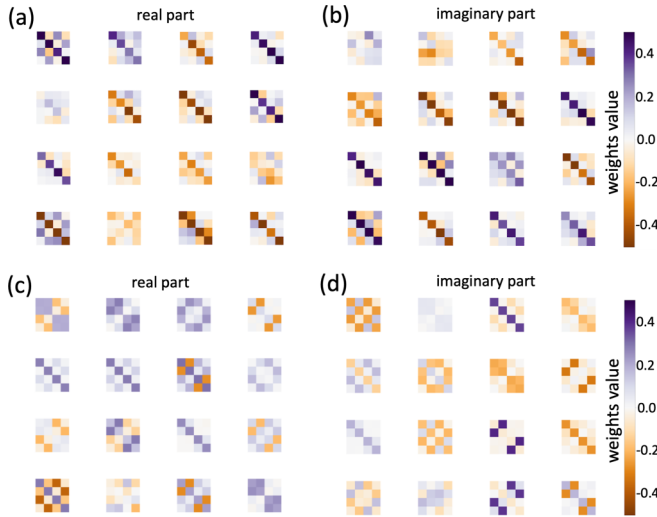 (a) real part
(b) imaginary part
0.4
0.2
0.0
-0.2
-0.4
weights value
(c) real part
(d) imaginary part
0.4
0.2
0.0
-0.2
-0.4
weights value